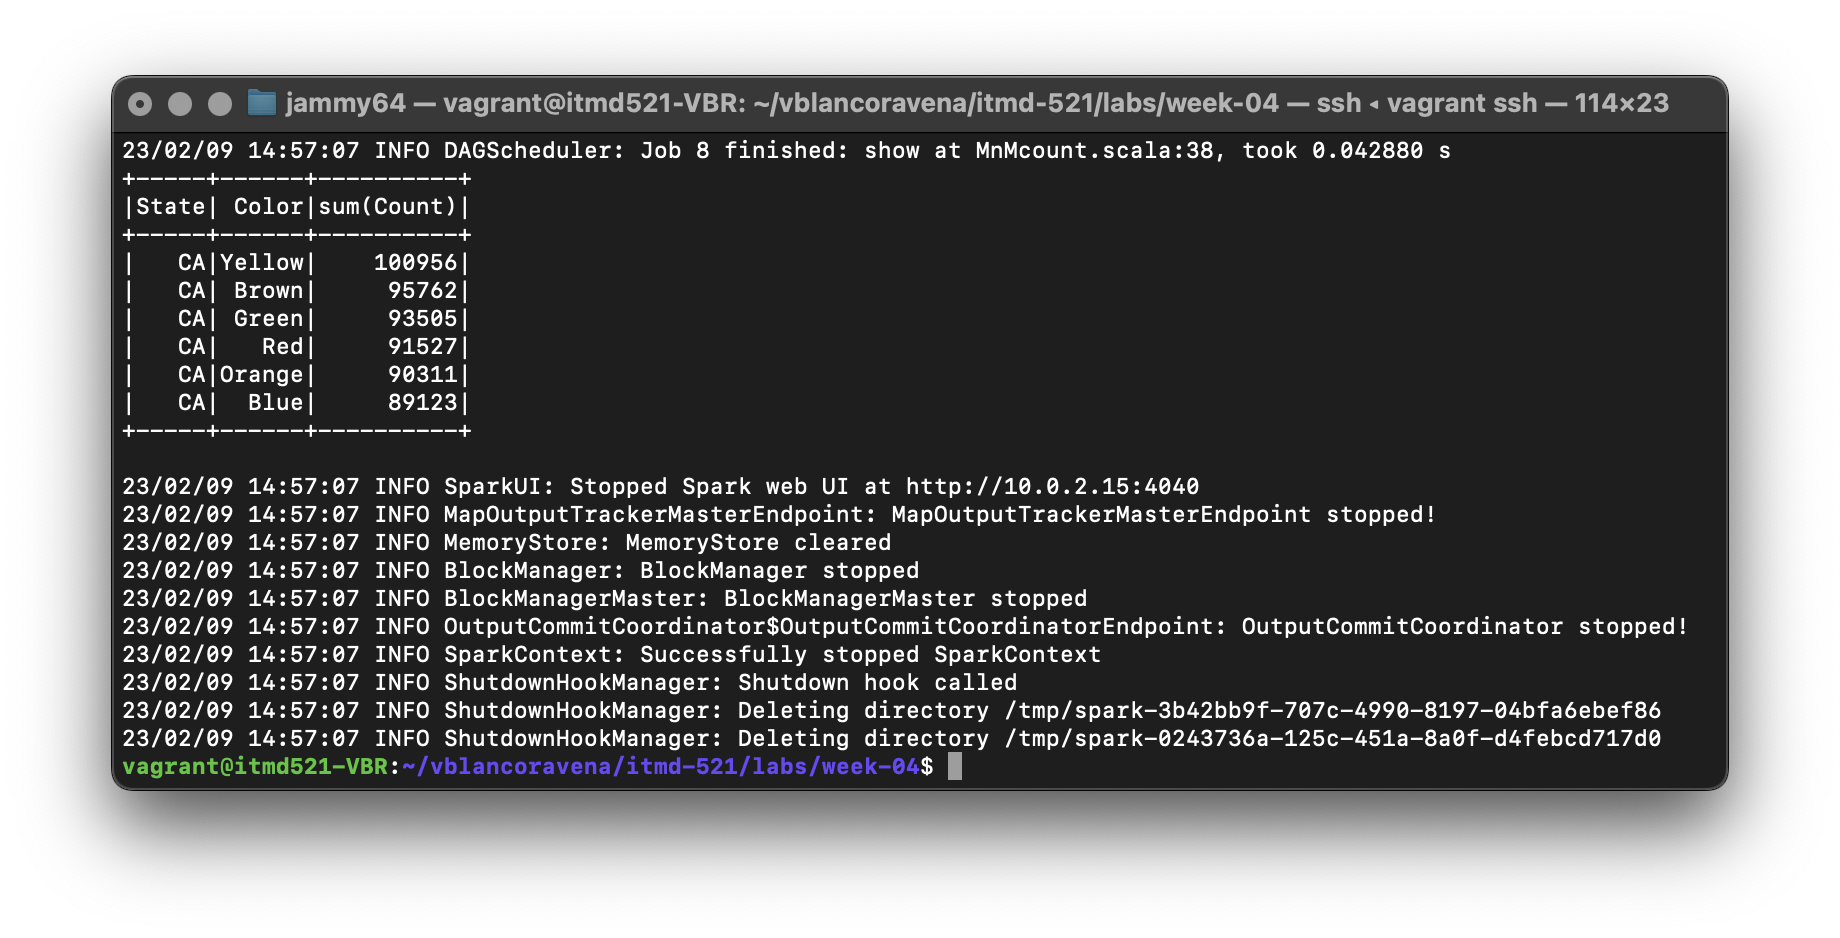 jammy64 — vagrant@itmd521-VBR: ~/vblancoravena/itmd-521/labs/week-04 — ssh ◂ vagrant ssh — 114×23
23/02/09 14:57:07 INFO DAGScheduler: Job 8 finished: show at MnMcount.scala:38, took 0.042880 s
+-----+------+----------+
|State| Color|sum(Count)|
+-----+------+----------+
|   CA|Yellow|    100956|
|   CA| Brown|     95762|
|   CA| Green|     93505|
|   CA|   Red|     91527|
|   CA|Orange|     90311|
|   CA|  Blue|     89123|
+-----+------+----------+
23/02/09 14:57:07 INFO SparkUI: Stopped Spark web UI at http://10.0.2.15:4040
23/02/09 14:57:07 INFO MapOutputTrackerMasterEndpoint: MapOutputTrackerMasterEndpoint stopped!
23/02/09 14:57:07 INFO MemoryStore: MemoryStore cleared
23/02/09 14:57:07 INFO BlockManager: BlockManager stopped
23/02/09 14:57:07 INFO BlockManagerMaster: BlockManagerMaster stopped
23/02/09 14:57:07 INFO OutputCommitCoordinator$OutputCommitCoordinatorEndpoint: OutputCommitCoordinator stopped!
23/02/09 14:57:07 INFO SparkContext: Successfully stopped SparkContext
23/02/09 14:57:07 INFO ShutdownHookManager: Shutdown hook called
23/02/09 14:57:07 INFO ShutdownHookManager: Deleting directory /tmp/spark-3b42bb9f-707c-4990-8197-04bfa6ebef86
23/02/09 14:57:07 INFO ShutdownHookManager: Deleting directory /tmp/spark-0243736a-125c-451a-8a0f-d4febcd717d0
vagrant@itmd521-VBR:~/vblancoravena/itmd-521/labs/week-04$